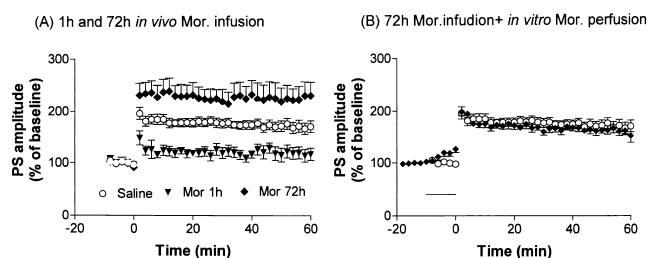 (A) 1h and 72h in vivo Mor. infusion
PS amplitude
(% of baseline)
300
200
100
0
-20
0
20
40
60
Saline
Mor 1h
Mor 72h
Time (min)
(B) 72h Mor.infudion+ in vitro Mor. perfusion
PS amplitude
(% of baseline)
300
200
100
0
-20
0
20
40
60
Time (min)